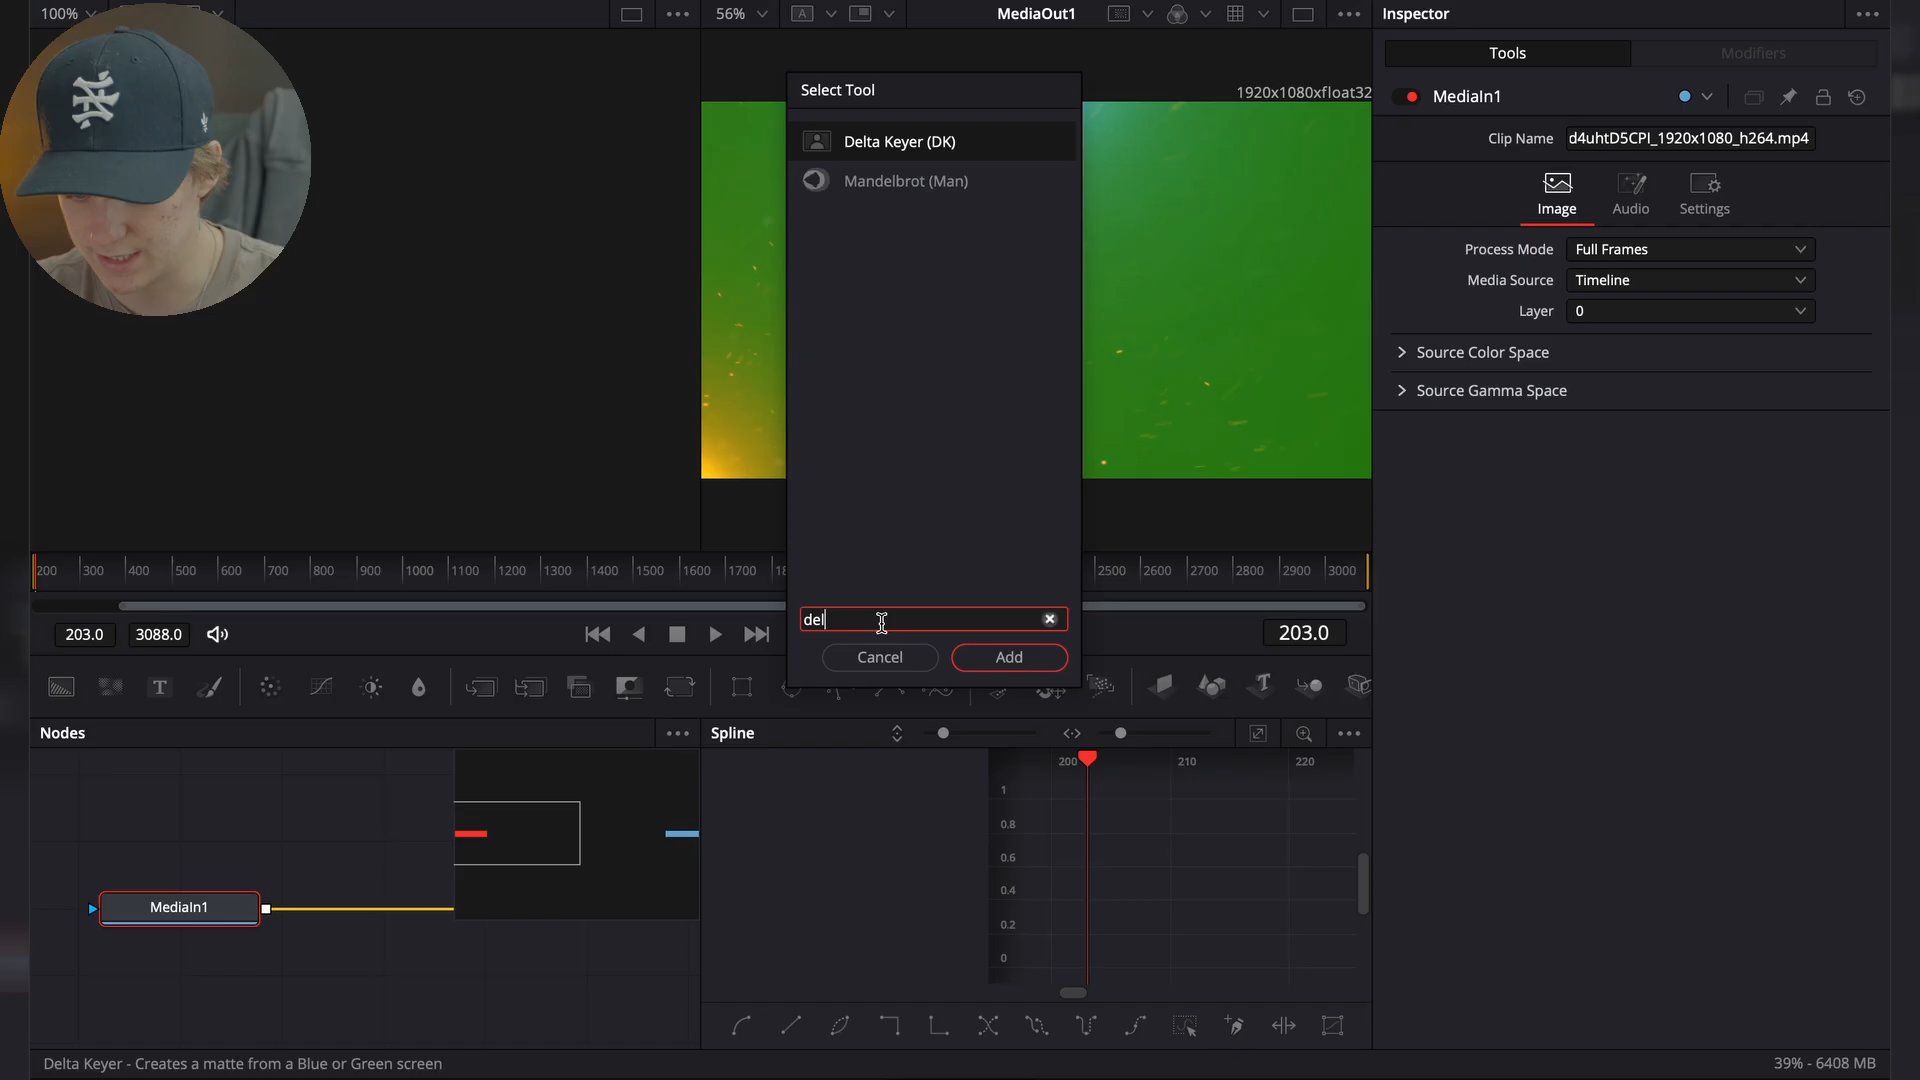 100%
56%
MediaOut1
Inspector
Select Tool
Tools
Modifiers
1920x1080xfloat32
MediaIn1
Delta Keyer (DK)
Clip Name
d4uhtD5CPI_1920x1080_h264.mp4
Mandelbrot (Man)
Image
Audio
Settings
Process Mode
Full Frames
Media Source
Timeline
Layer
0
Source Color Space
Source Gamma Space
200
300
400
500
600
700
800
900
1000
1100
1200
1300
1400
1500
1600
1700
18
2500
2600
2700
2800
2900
3000
del
203.0
3088.0
203.0
Cancel
Add
T
Nodes
Spline
200
210
220
1
0.8
0.6
0.4
0.2
0
MediaIn1
Delta Keyer - Creates a matte from a Blue or Green screen
39% - 6408 MB